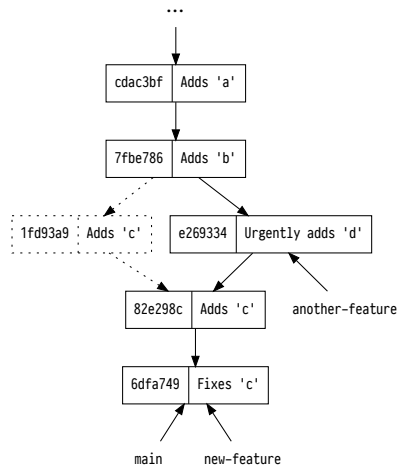 ...
cdac3bf Adds 'a'
7fbe786 Adds 'b'
1fd93a9 Adds 'c' e269334 Urgently adds 'd'
82e298c Adds 'c' another-feature
6dfa749 Fixes 'c'
main new-feature